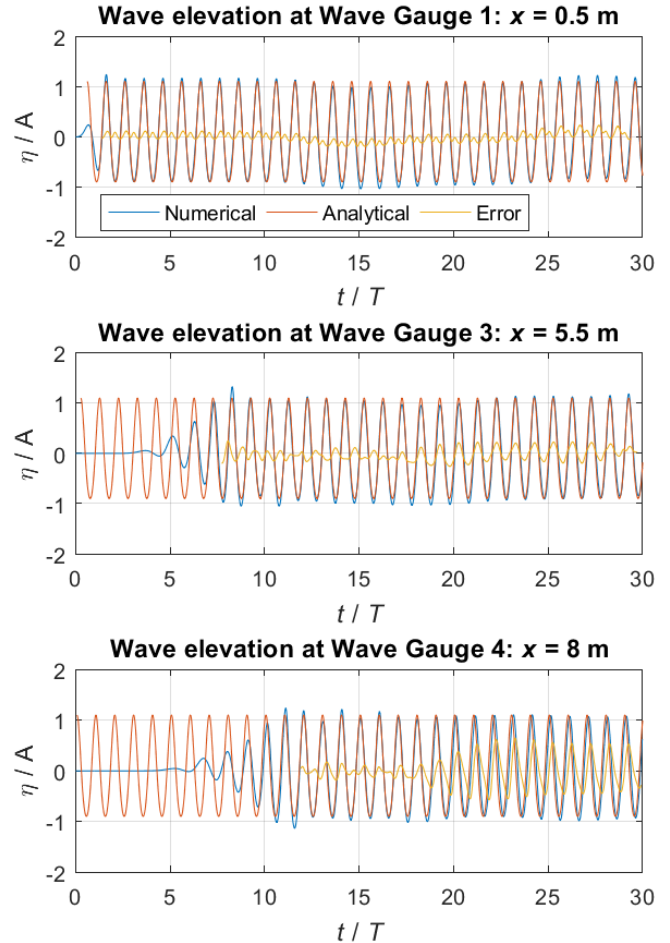 Wave elevation at Wave Gauge 1: x = 0.5 m
2
1
0
-1
-2
η / A
Numerical Analytical Error
0 5 10 15 20 25 30
t / T
Wave elevation at Wave Gauge 3: x = 5.5 m
2
1
0
-1
-2
η / A
0 5 10 15 20 25 30
t / T
Wave elevation at Wave Gauge 4: x = 8 m
2
1
0
-1
-2
η / A
0 5 10 15 20 25 30
t / T